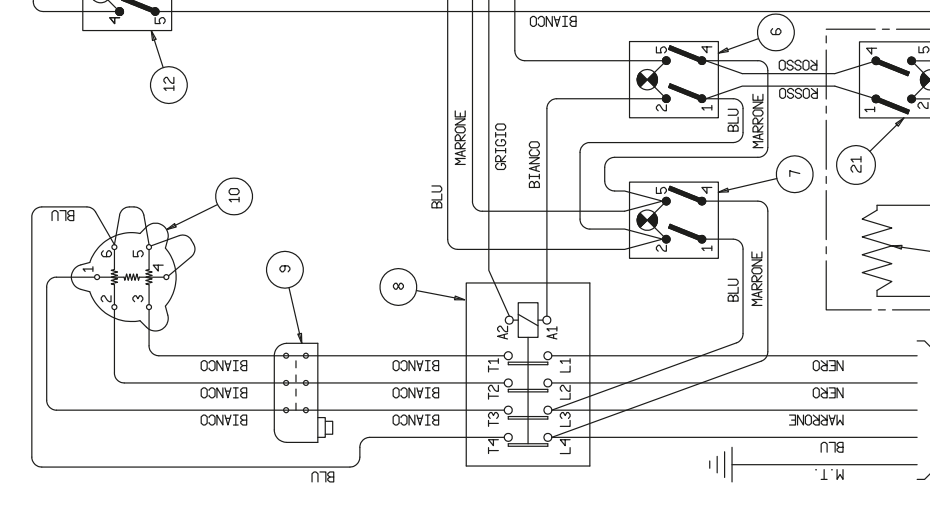 4
5
12
BIANCO
5
4
2
1
6
ROSSO
ROSSO
4
5
1
2
21
BLU
MARRONE
MARRONE
GRIGIO
BIANCO
BLU
5
4
2
1
7
BLU
MARRONE
BLU
10
6
5
1
4
2
3
9
8
A2
A1
T1
L1
T2
L2
T3
L3
T4
L4
BIANCO
BIANCO
BIANCO
BIANCO
BIANCO
BIANCO
NERO
NERO
MARRONE
BLU
M.T.
BLU